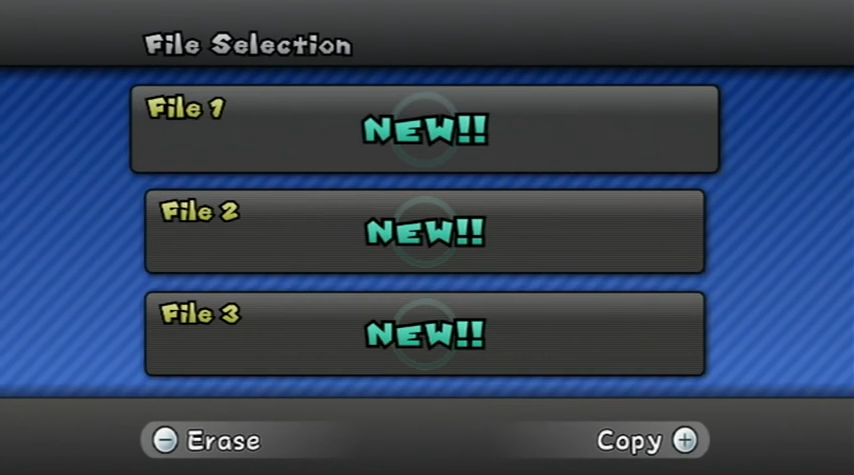 File Selection
File 1
NEW!!
File 2
NEW!!
File 3
NEW!!
Erase
Copy